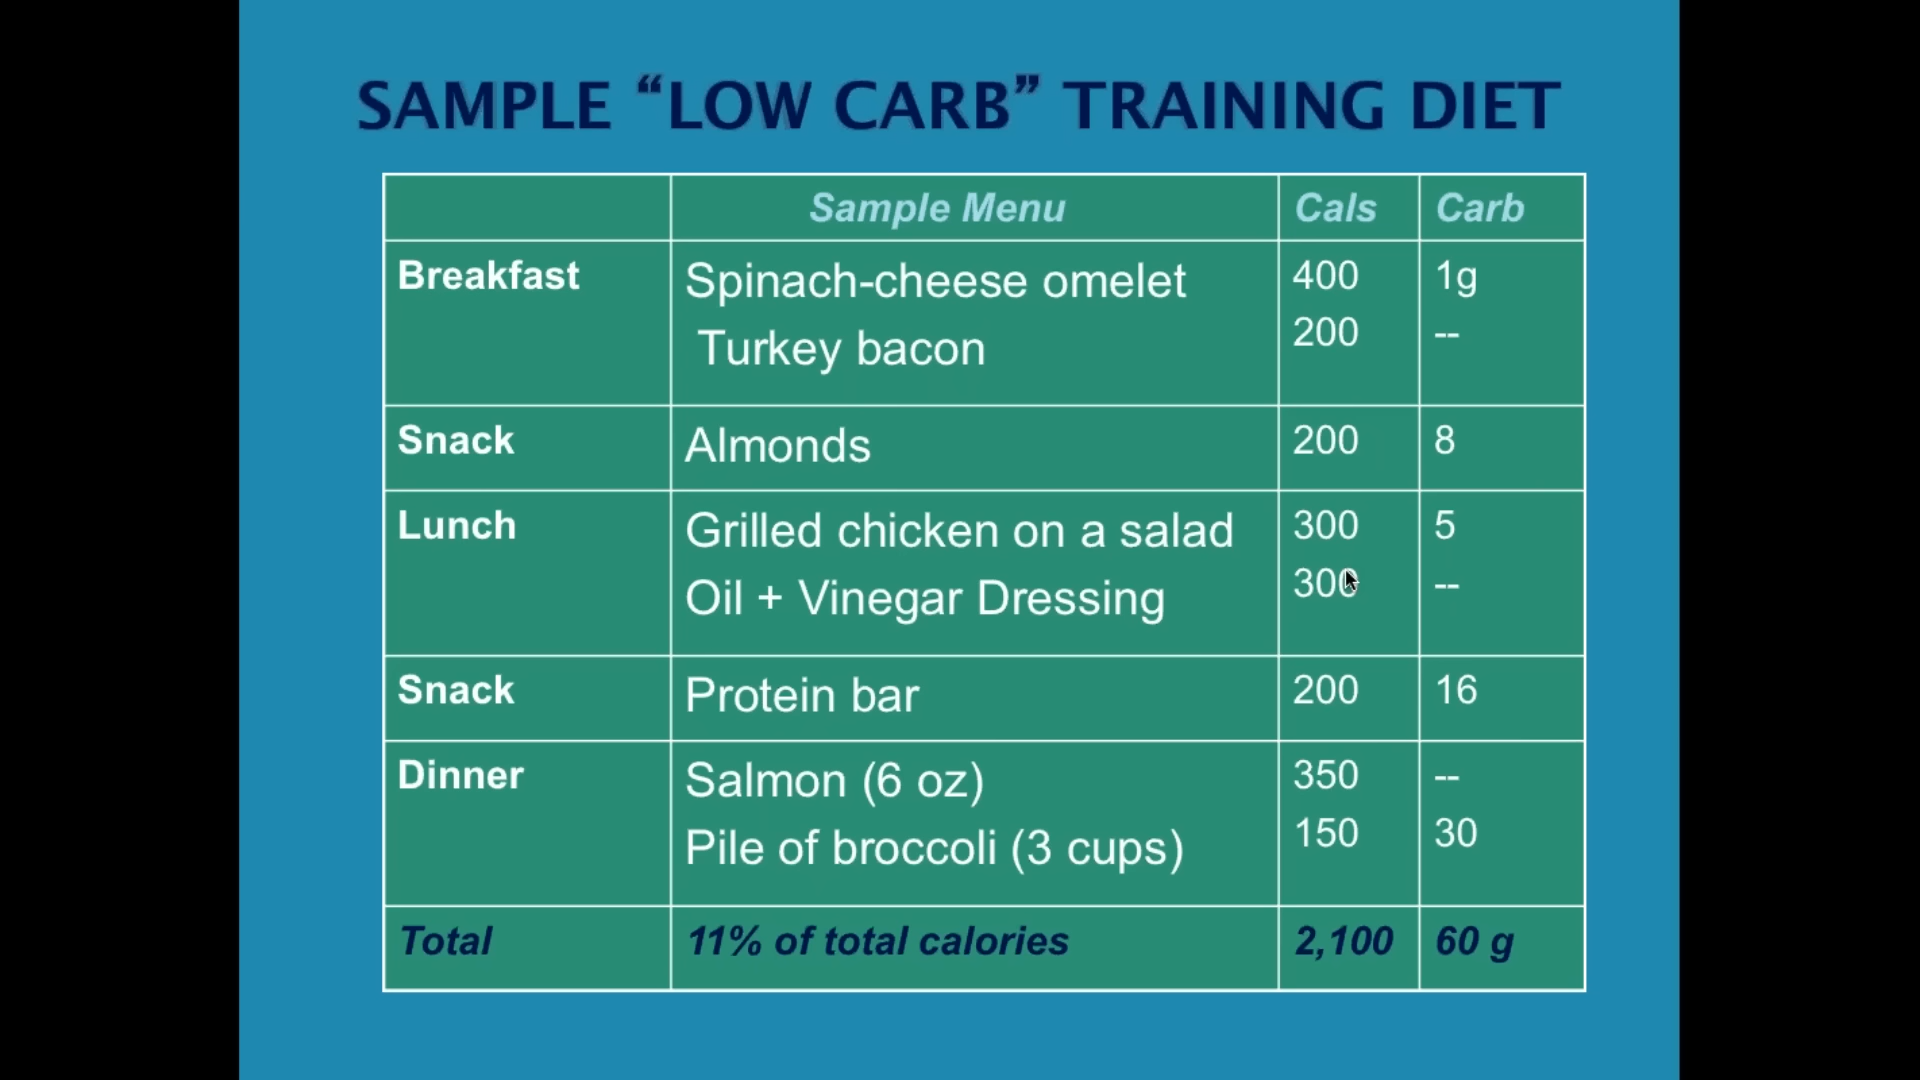 SAMPLE “LOW CARB” TRAINING DIET
Sample Menu Cals Carb
Breakfast Spinach-cheese omelet 400 1g
Turkey bacon 200 --
Snack Almonds 200 8
Lunch Grilled chicken on a salad 300 5
Oil + Vinegar Dressing 300 --
Snack Protein bar 200 16
Dinner Salmon (6 oz) 350 --
Pile of broccoli (3 cups) 150 30
Total 11% of total calories 2,100 60 g